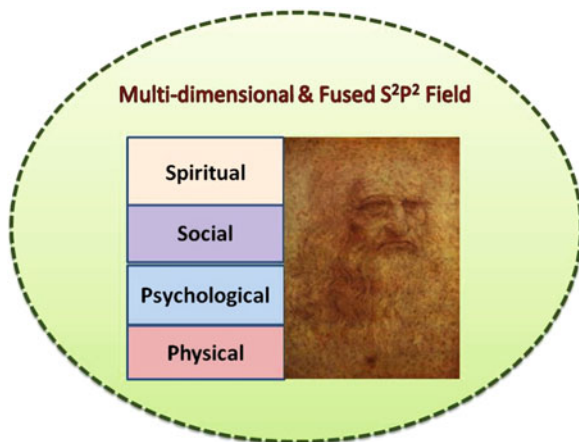 Multi-dimensional & Fused S²P² Field
Spiritual
Social
Psychological
Physical